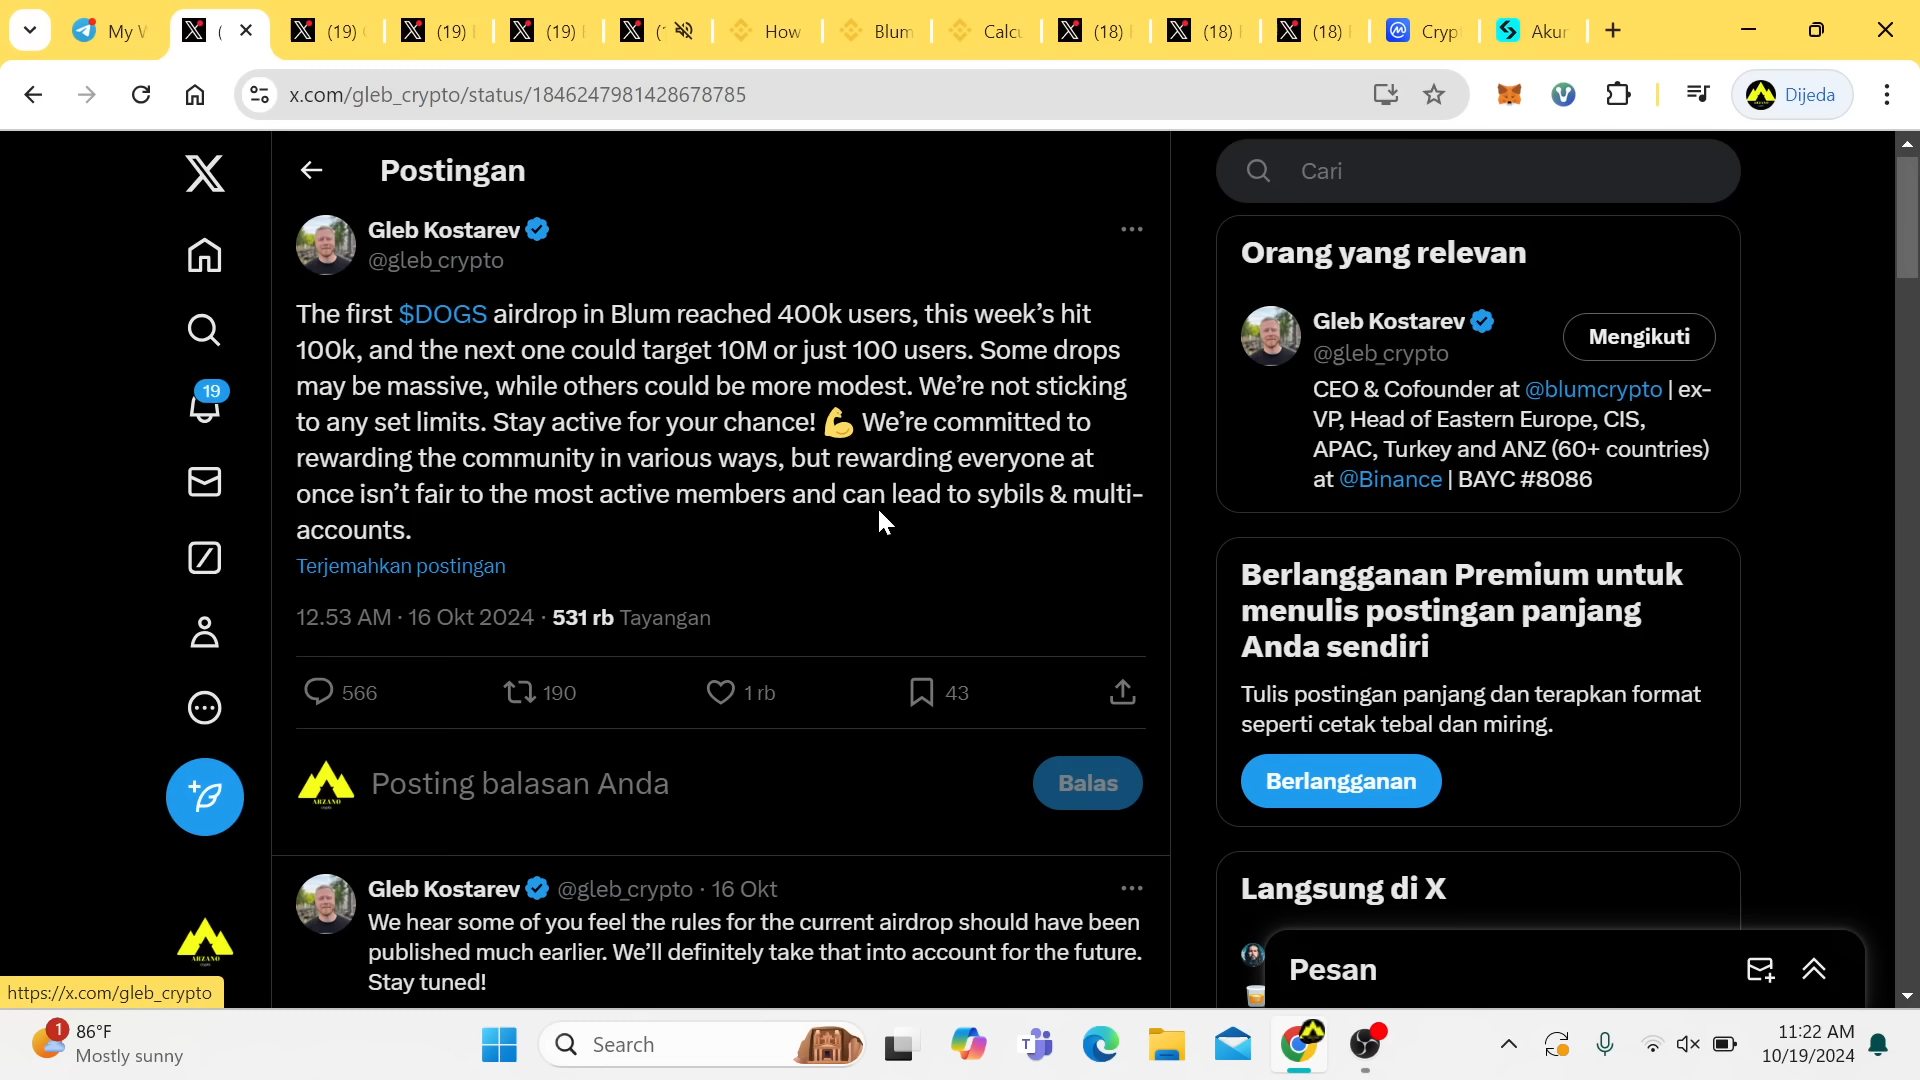 My W
(
(19)
(19)
(19)
(
How
Blum
Calcu
(18)
(18)
(18)
Cryp
Akun
x.com/gleb_crypto/status/1846247981428678785
Dijeda
Postingan
Gleb Kostarev
@gleb_crypto
The first $DOGS airdrop in Blum reached 400k users, this week's hit
100k, and the next one could target 10M or just 100 users. Some drops
may be massive, while others could be more modest. We're not sticking
to any set limits. Stay active for your chance! 💪 We're committed to
rewarding the community in various ways, but rewarding everyone at
once isn't fair to the most active members and can lead to sybils & multi-
accounts.
Terjemahkan postingan
12.53 AM · 16 Okt 2024 · 531 rb Tayangan
566
190
1 rb
43
Posting balasan Anda
Balas
Gleb Kostarev @gleb_crypto · 16 Okt
We hear some of you feel the rules for the current airdrop should have been
published much earlier. We'll definitely take that into account for the future.
Stay tuned!
19
ARZANO
ARZANO
Cari
Orang yang relevan
Gleb Kostarev
@gleb_crypto
Mengikuti
CEO & Cofounder at @blumcrypto | ex-
VP, Head of Eastern Europe, CIS,
APAC, Turkey and ANZ (60+ countries)
at @Binance | BAYC #8086
Berlangganan Premium untuk
menulis postingan panjang
Anda sendiri
Tulis postingan panjang dan terapkan format
seperti cetak tebal dan miring.
Berlangganan
Langsung di X
Pesan
https://x.com/gleb_crypto
1
86°F
Mostly sunny
Search
11:22 AM
10/19/2024